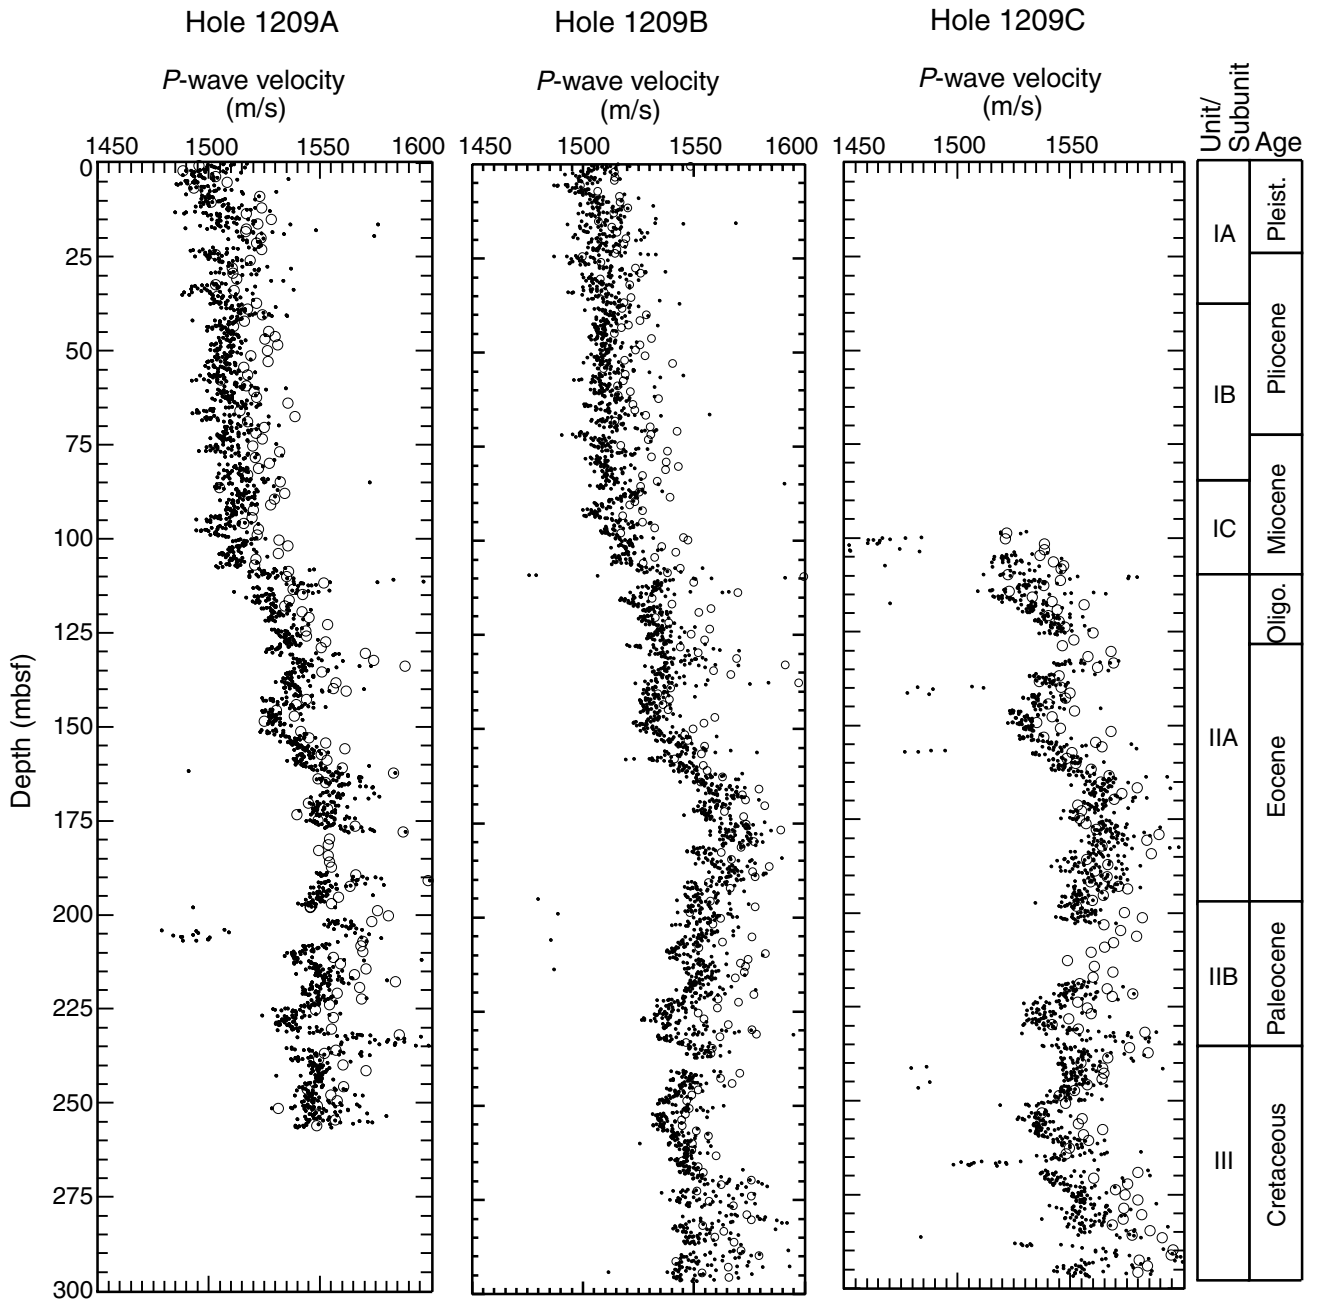 Hole 1209A
Hole 1209B
Hole 1209C
P-wave velocity
(m/s)
P-wave velocity
(m/s)
P-wave velocity
(m/s)
Unit/
Subunit
Age
1450 1500 1550 1600
1450 1500 1550 1600
1450 1500 1550
0
25
50
75
100
125
150
175
200
225
250
275
300
Depth (mbsf)
IA
IB
IC
IIA
IIB
III
Pleist.
Pliocene
Miocene
Oligo.
Eocene
Paleocene
Cretaceous